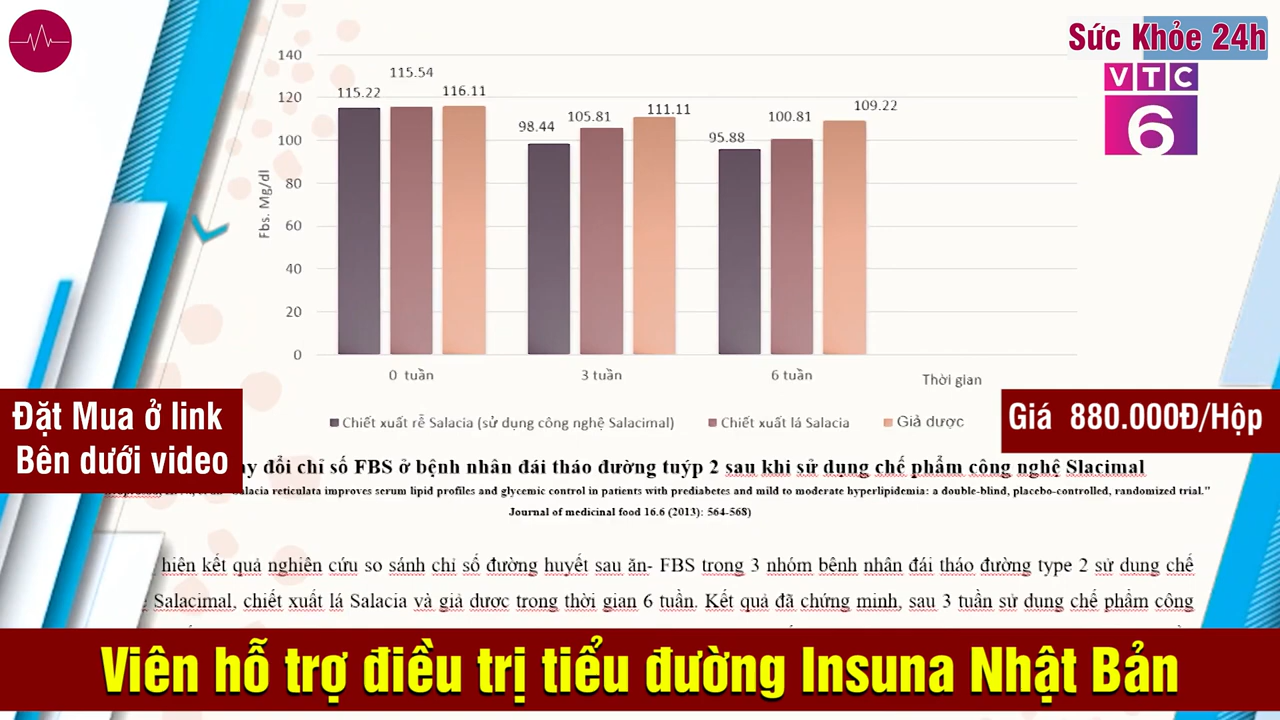 Sức Khỏe 24h
VTC
6
140
120
100
80
60
40
20
0
Fbs. Mg/dl
115.22
115.54
116.11
98.44
105.81
111.11
95.88
100.81
109.22
0 tuần
3 tuần
6 tuần
Thời gian
Chiết xuất rễ Salacia (sử dụng công nghệ Salacimal)
Chiết xuất lá Salacia
Giả dược
Đặt Mua ở link
Bên dưới video
Giá 880.000Đ/Hộp
đổi chỉ số FBS ở bệnh nhân đái tháo đường tuýp 2 sau khi sử dụng chế phẩm công nghệ Slacimal
Salacia reticulata improves serum lipid profiles and glycemic control in patients with prediabetes and mild to moderate hyperlipidemia: a double-blind, placebo-controlled, randomized trial."
Journal of medicinal food 16.6 (2013): 564-568)
hiện kết quả nghiên cứu so sánh chỉ số đường huyết sau ăn- FBS trong 3 nhóm bệnh nhân đái tháo đường type 2 sử dụng chế
Salacimal, chiết xuất lá Salacia và giả dược trong thời gian 6 tuần. Kết quả đã chứng minh, sau 3 tuần sử dụng chế phẩm công
Viên hỗ trợ điều trị tiểu đường Insuna Nhật Bản